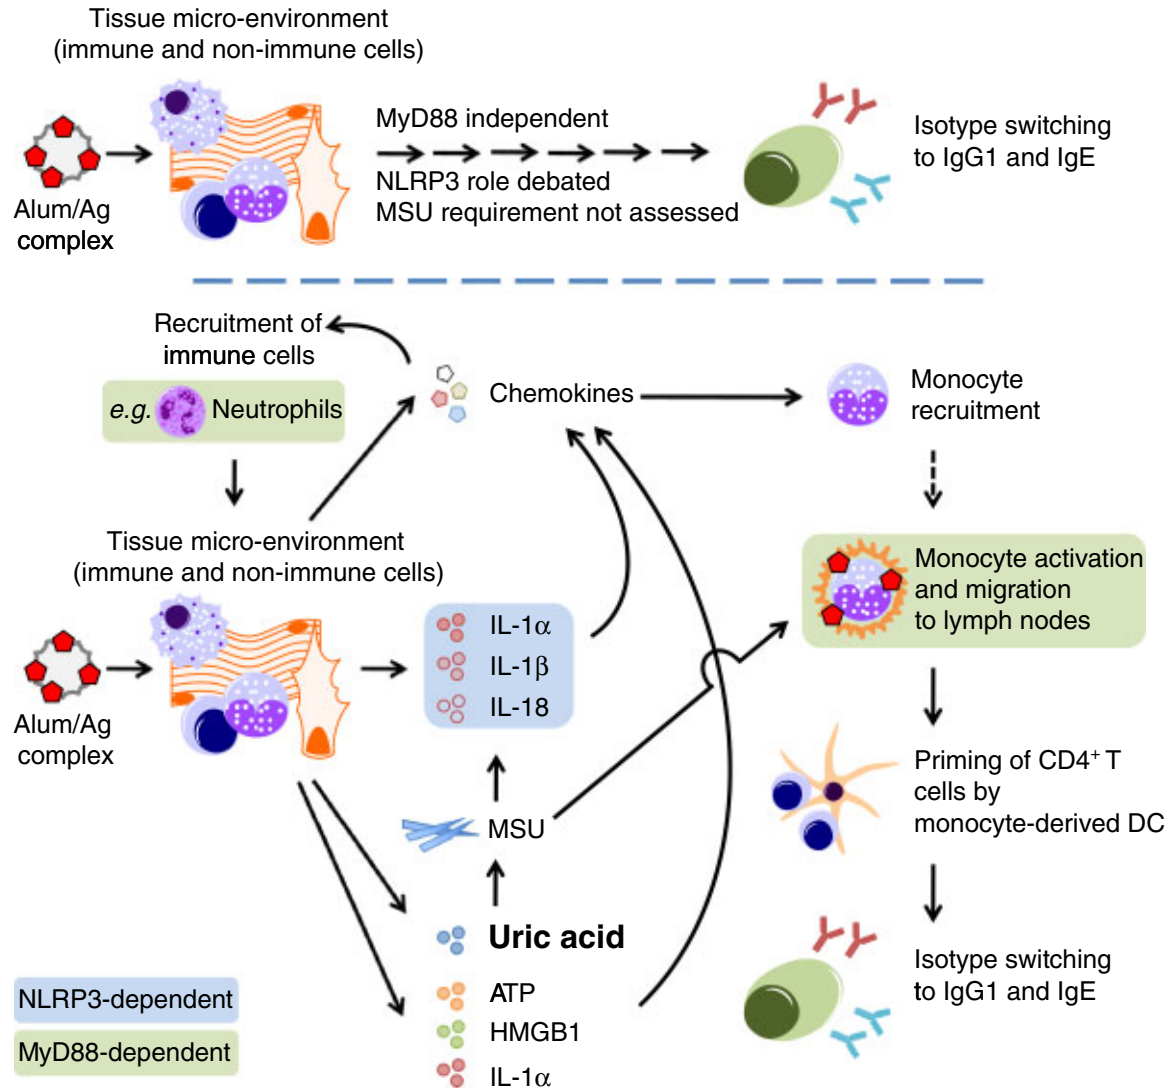 Tissue micro-environment
(immune and non-immune cells)
MyD88 independent
NLRP3 role debated
MSU requirement not assessed
Isotype switching
to IgG1 and IgE
Alum/Ag
complex
Recruitment of
immune cells
e.g. Neutrophils
Chemokines
Monocyte
recruitment
Tissue micro-environment
(immune and non-immune cells)
Monocyte activation
and migration
to lymph nodes
IL-1α
IL-1β
IL-18
Alum/Ag
complex
Priming of CD4⁺ T
cells by
monocyte-derived DC
MSU
Uric acid
ATP
HMGB1
IL-1α
Isotype switching
to IgG1 and IgE
NLRP3-dependent
MyD88-dependent